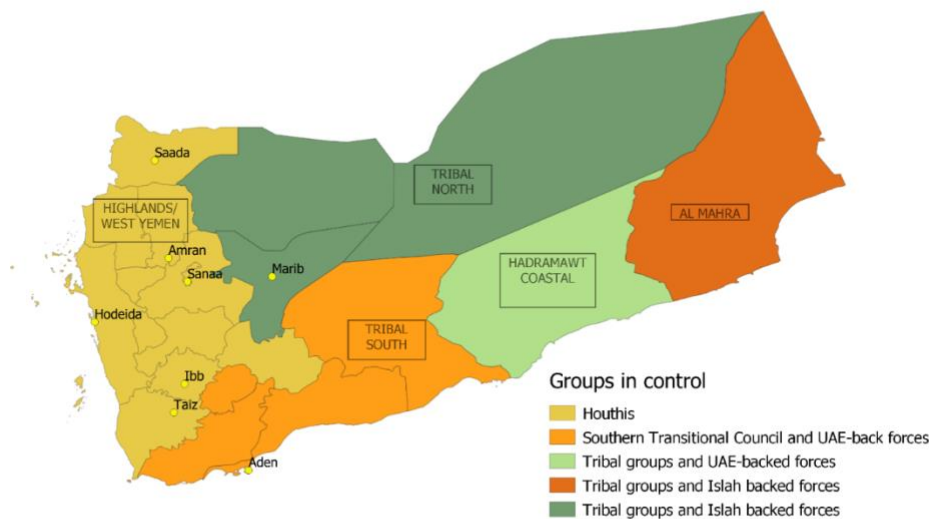 Saada
TRIBAL
NORTH
HIGHLANDS/
WEST YEMEN
AL MAHRA
Amran
Sanaa
Marib
HADRAMAWT
COASTAL
Hodeida
TRIBAL
SOUTH
Ibb
Taiz
Aden
Groups in control
Houthis
Southern Transitional Council and UAE-back forces
Tribal groups and UAE-backed forces
Tribal groups and Islah backed forces
Tribal groups and Islah backed forces